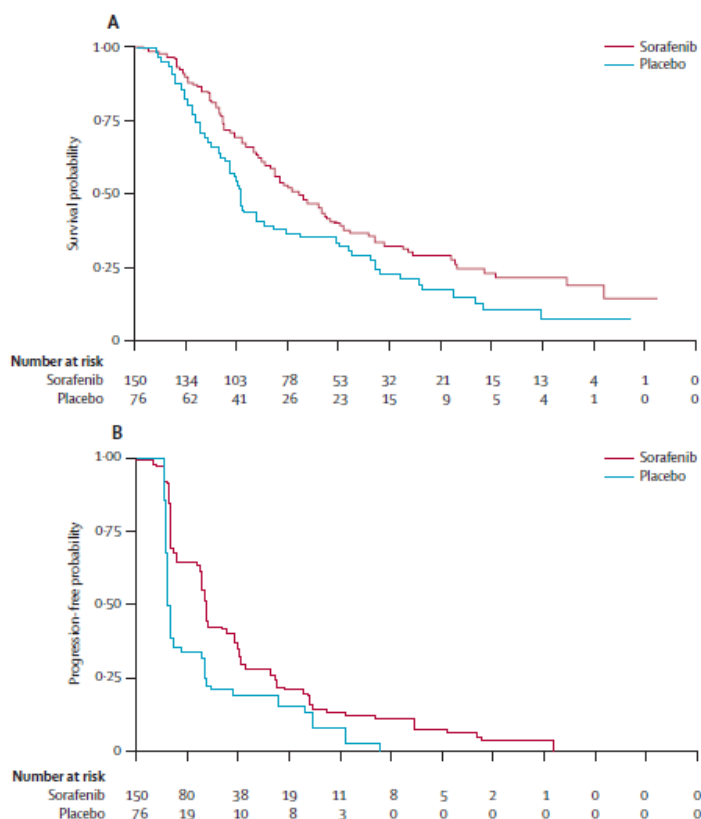 A
1·00
Sorafenib
Placebo
0·75
Survival probability
0·50
0·25
0
Number at risk
Sorafenib 150 134 103 78 53 32 21 15 13 4 1 0
Placebo 76 62 41 26 23 15 9 5 4 1 0 0
B
1·00
Sorafenib
Placebo
0·75
Progression-free probability
0·50
0·25
0
Number at risk
Sorafenib 150 80 38 19 11 8 5 2 1 0 0 0
Placebo 76 19 10 8 3 0 0 0 0 0 0 0